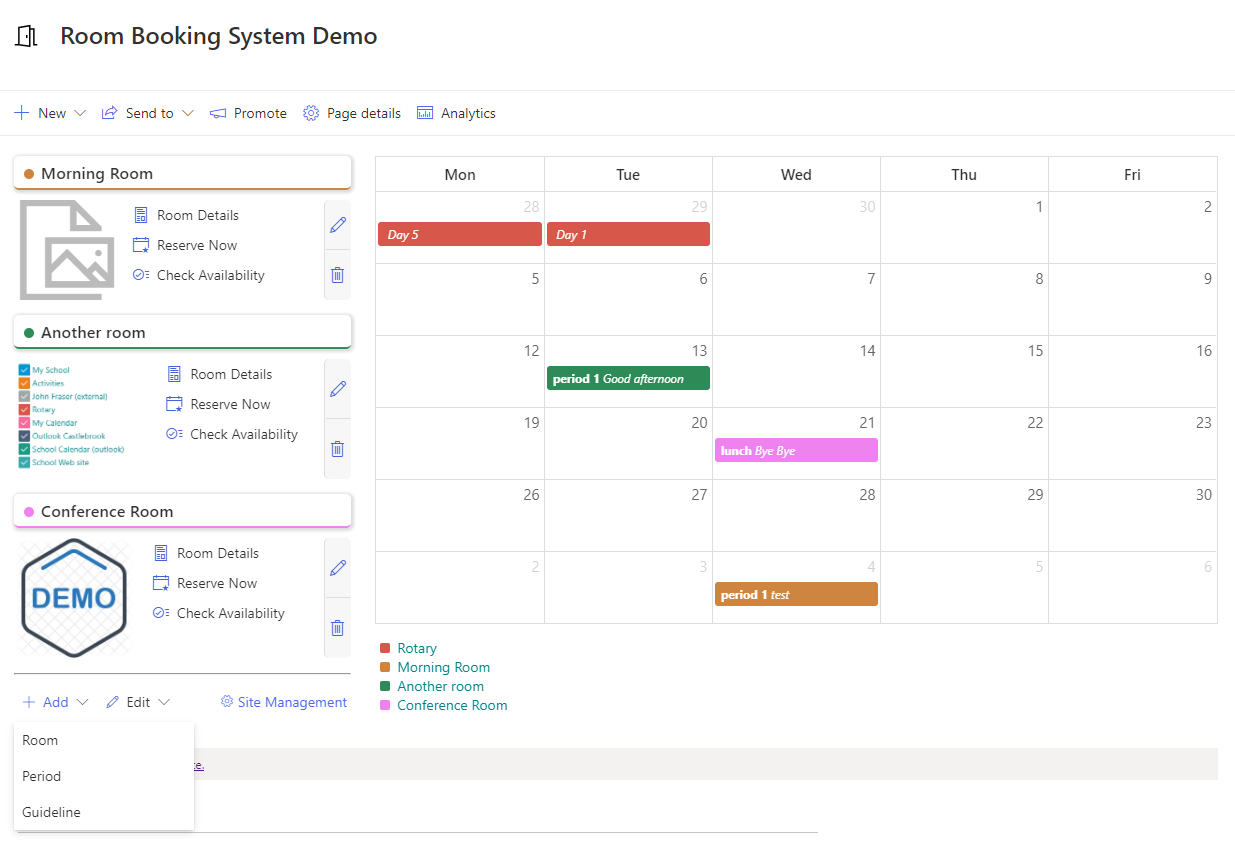 Room Booking System Demo
New
Send to
Promote
Page details
Analytics
Morning Room
Room Details
Reserve Now
Check Availability
Another room
My School
Activities
John Fraser (external)
Rotary
My Calendar
Outlook Castlebrook
School Calendar (outlook)
School Web site
Room Details
Reserve Now
Check Availability
Conference Room
DEMO
Room Details
Reserve Now
Check Availability
Add
Edit
Site Management
Room
Period
Guideline
Mon Tue Wed Thu Fri
28 29 30 1 2
Day 5 Day 1
5 6 7 8 9
12 13 14 15 16
period 1 Good afternoon
19 20 21 22 23
lunch Bye Bye
26 27 28 29 30
2 3 4 5 6
period 1 test
Rotary
Morning Room
Another room
Conference Room